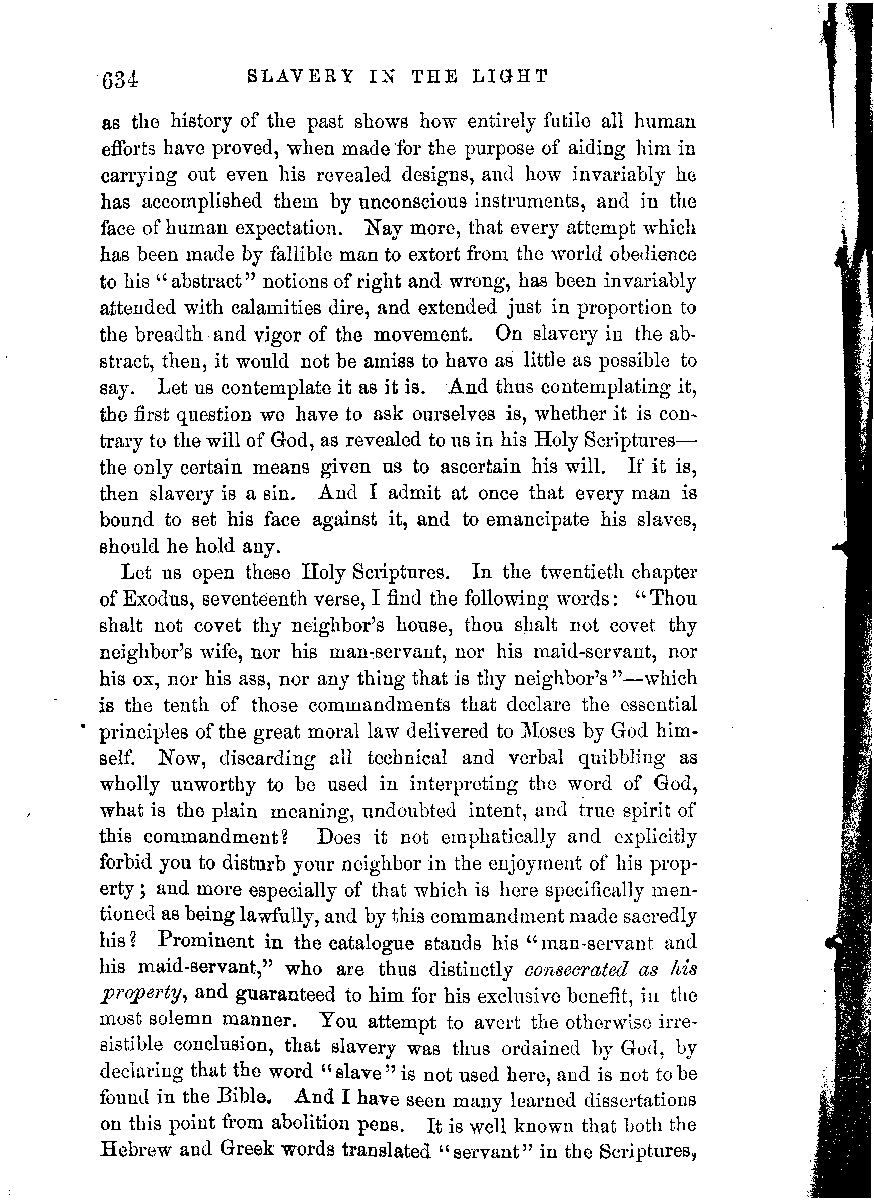 634 SLAVERY IN THE LIGHT
as the history of the past shows how entirely futile all human
efforts have proved, when made for the purpose of aiding him in
carrying out even his revealed designs, and how invariably he
has accomplished them by unconscious instruments, and in the
face of human expectation. Nay more, that every attempt which
has been made by fallible man to extort from the world obedience
to his "abstract" notions of right and wrong, has been invariably
attended with calamities dire, and extended just in proportion to
the breadth and vigor of the movement. On slavery in the ab-
stract, then, it would not be amiss to have as little as possible to
say. Let us contemplate it as it is. And thus contemplating it,
the first question we have to ask ourselves is, whether it is con-
trary to the will of God, as revealed to us in his Holy Scriptures—
the only certain means given us to ascertain his will. If it is,
then slavery is a sin. And I admit at once that every man is
bound to set his face against it, and to emancipate his slaves,
should he hold any.
Let us open these Holy Scriptures. In the twentieth chapter
of Exodus, seventeenth verse, I find the following words: "Thou
shalt not covet thy neighbor's house, thou shalt not covet thy
neighbor's wife, nor his man-servant, nor his maid-servant, nor
his ox, nor his ass, nor any thing that is thy neighbor's"—which
is the tenth of those commandments that declare the essential
principles of the great moral law delivered to Moses by God him-
self. Now, discarding all technical and verbal quibbling as
wholly unworthy to be used in interpreting the word of God,
what is the plain meaning, undoubted intent, and true spirit of
this commandment? Does it not emphatically and explicitly
forbid you to disturb your neighbor in the enjoyment of his prop-
erty; and more especially of that which is here specifically men-
tioned as being lawfully, and by this commandment made sacredly
his? Prominent in the catalogue stands his "man-servant and
his maid-servant," who are thus distinctly consecrated as his
property, and guaranteed to him for his exclusive benefit, in the
most solemn manner. You attempt to avert the otherwise irre-
sistible conclusion, that slavery was thus ordained by God, by
declaring that the word "slave" is not used here, and is not to be
found in the Bible. And I have seen many learned dissertations
on this point from abolition pens. It is well known that both the
Hebrew and Greek words translated "servant" in the Scriptures,